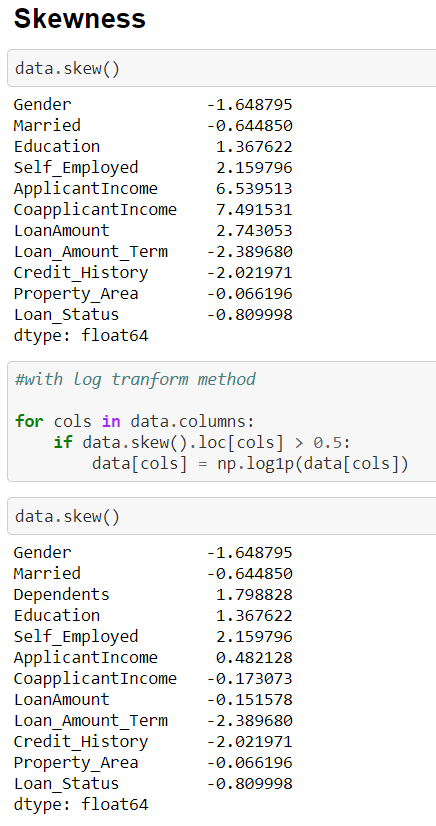 Skewness
data.skew()
Gender -1.648795
Married -0.644850
Education 1.367622
Self_Employed 2.159796
ApplicantIncome 6.539513
CoapplicantIncome 7.491531
LoanAmount 2.743053
Loan_Amount_Term -2.389680
Credit_History -2.021971
Property_Area -0.066196
Loan_Status -0.809998
dtype: float64
#with log tranform method
for cols in data.columns:
if data.skew().loc[cols] > 0.5:
data[cols] = np.log1p(data[cols])
data.skew()
Gender -1.648795
Married -0.644850
Dependents 1.798828
Education 1.367622
Self_Employed 2.159796
ApplicantIncome 0.482128
CoapplicantIncome -0.173073
LoanAmount -0.151578
Loan_Amount_Term -2.389680
Credit_History -2.021971
Property_Area -0.066196
Loan_Status -0.809998
dtype: float64